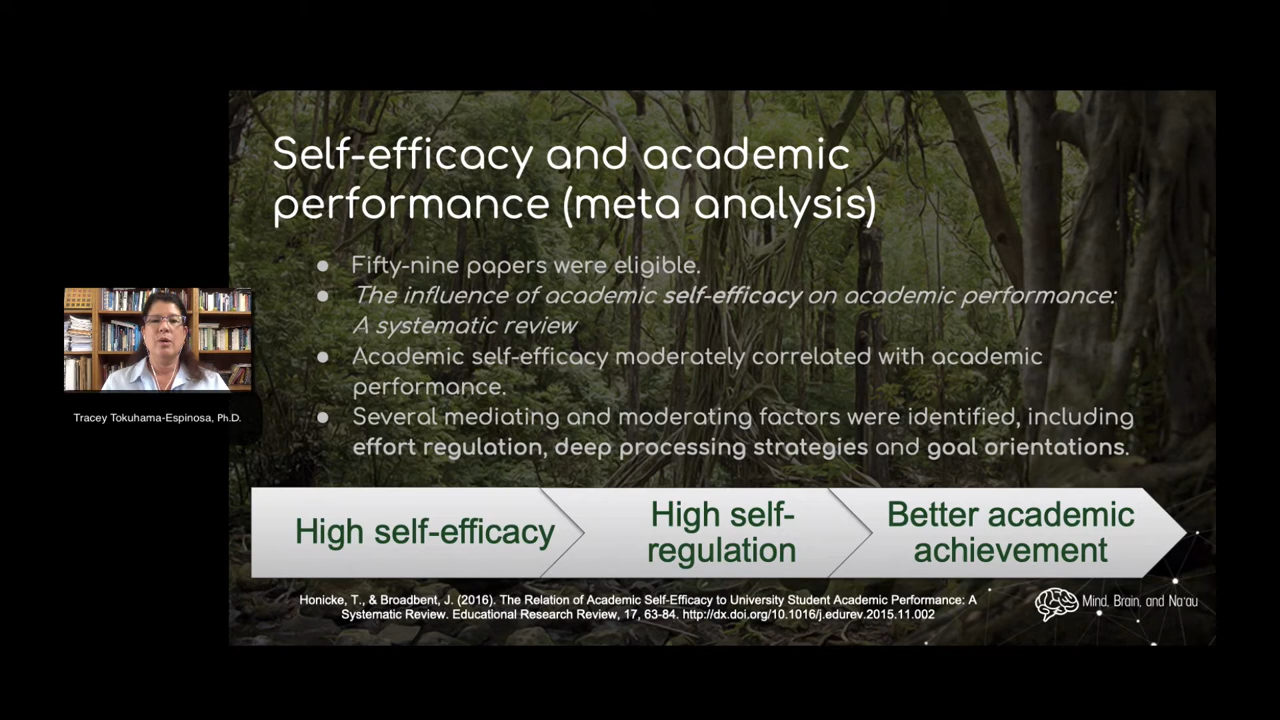 Self-efficacy and academic
performance (meta analysis)
● Fifty-nine papers were eligible.
● The influence of academic self-efficacy on academic performance:
A systematic review
● Academic self-efficacy moderately correlated with academic
performance.
● Several mediating and moderating factors were identified, including
effort regulation, deep processing strategies and goal orientations.
Tracey Tokuhama-Espinosa, Ph.D.
High self-efficacy
High self-
regulation
Better academic
achievement
Honicke, T., & Broadbent, J. (2016). The Relation of Academic Self-Efficacy to University Student Academic Performance: A
Systematic Review. Educational Research Review, 17, 63-84. http://dx.doi.org/10.1016/j.edurev.2015.11.002
Mind, Brain, and Na'au